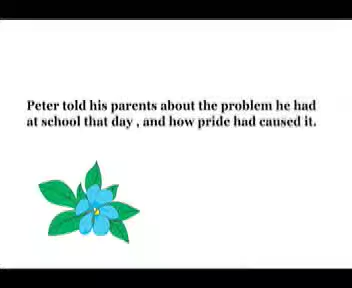 Peter told his parents about the problem he had
at school that day , and how pride had caused it.